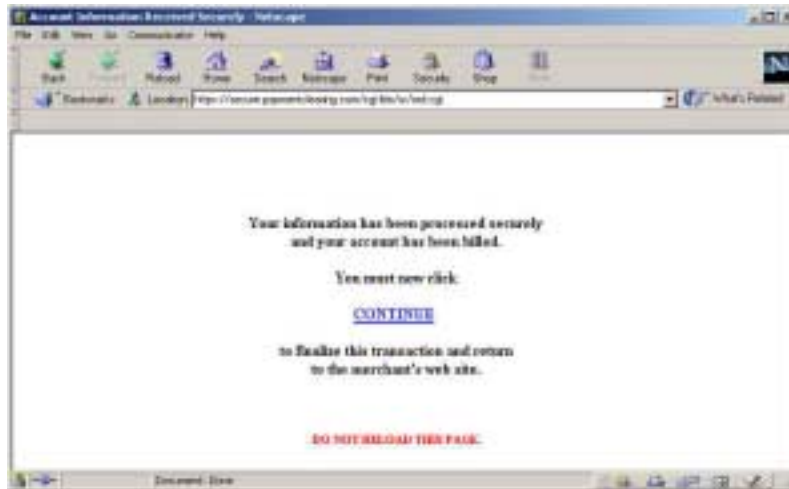 Account Information Received Securely - Netscape
File Edit View Go Communicator Help
Back Forward Reload Home Search Netscape Print Security Shop
Bookmarks Location:
What's Related
Your information has been processed securely
and your account has been billed.
You must now click
CONTINUE
to finalize this transaction and return
to the merchant's web site.
DO NOT RELOAD THIS PAGE.
Document: Done